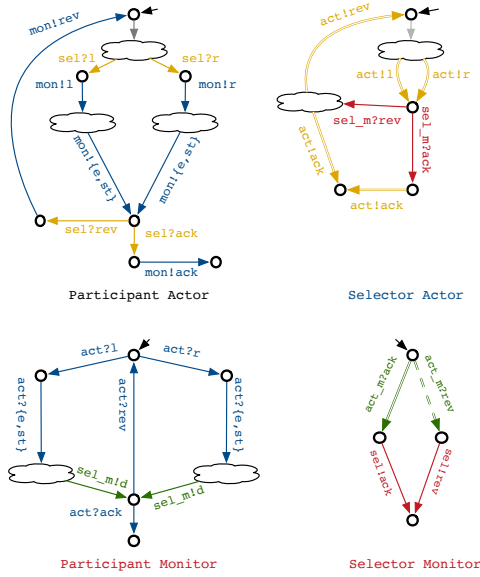 mon!rev
act!rev
sel?l
sel?r
mon!l
mon!r
act!l
act!r
mon!{e,st}
mon!{e,st}
sel_m?rev
sel_m?ack
act!ack
act!ack
sel?rev
sel?ack
mon!ack
Participant Actor
Selector Actor
act?l
act?r
act?{e,st}
act?rev
act?{e,st}
act_m?ack
act_m?rev
sel_m!d
sel_m!d
act?ack
sel!ack
sel!rev
Participant Monitor
Selector Monitor